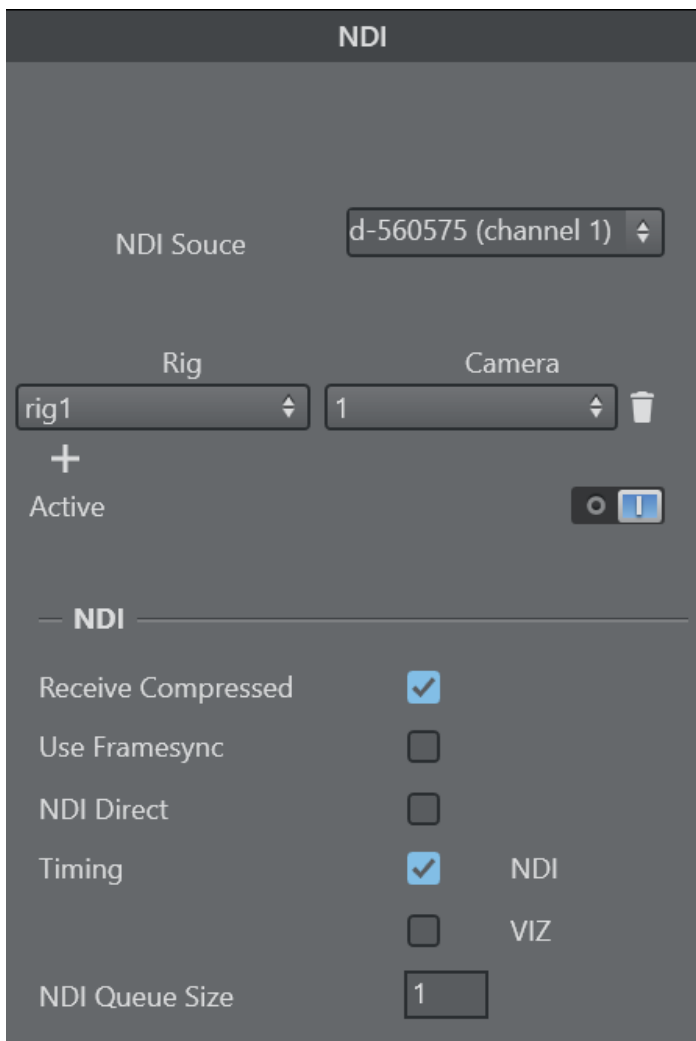 NDI
NDI Souce d-560575 (channel 1)
Rig Camera
rig1 1
Active
NDI
Receive Compressed
Use Framesync
NDI Direct
Timing NDI
VIZ
NDI Queue Size 1